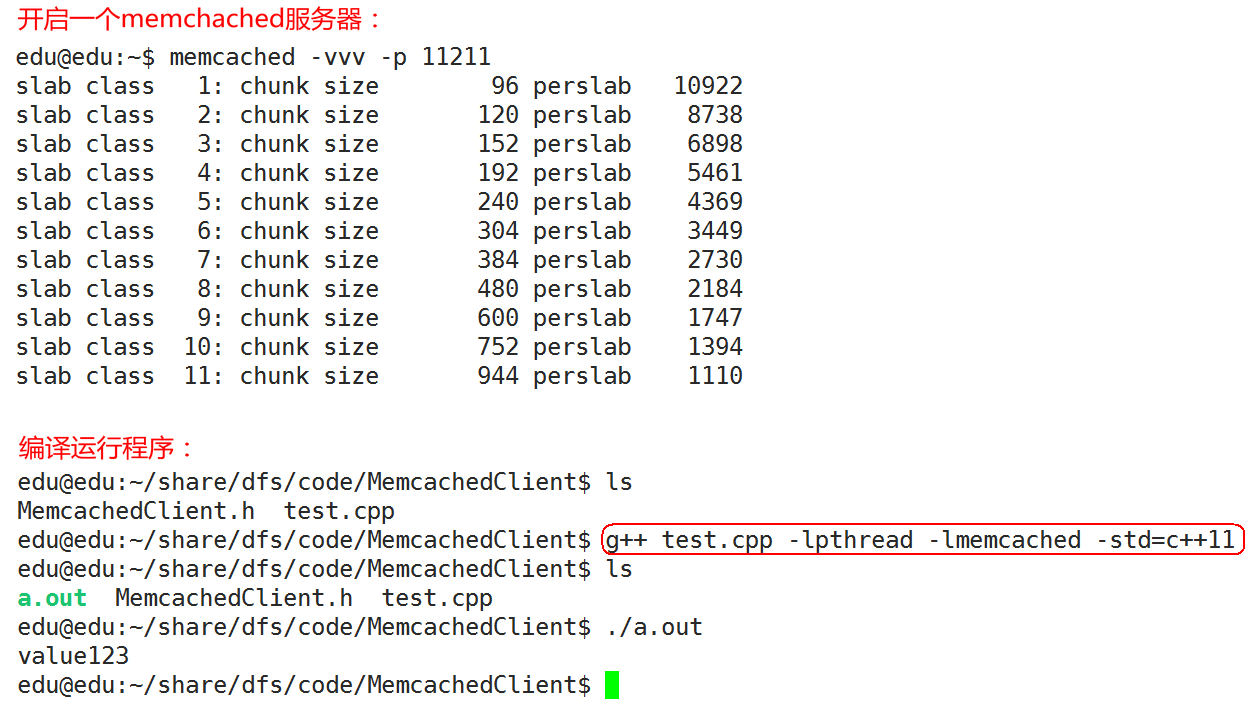 开启一个memchached服务器：
edu@edu:~$ memcached -vvv -p 11211
slab class   1: chunk size        96 perslab   10922
slab class   2: chunk size       120 perslab    8738
slab class   3: chunk size       152 perslab    6898
slab class   4: chunk size       192 perslab    5461
slab class   5: chunk size       240 perslab    4369
slab class   6: chunk size       304 perslab    3449
slab class   7: chunk size       384 perslab    2730
slab class   8: chunk size       480 perslab    2184
slab class   9: chunk size       600 perslab    1747
slab class  10: chunk size       752 perslab    1394
slab class  11: chunk size       944 perslab    1110
编译运行程序：
edu@edu:~/share/dfs/code/MemcachedClient$ ls
MemcachedClient.h  test.cpp
edu@edu:~/share/dfs/code/MemcachedClient$ g++ test.cpp -lpthread -lmemcached -std=c++11
edu@edu:~/share/dfs/code/MemcachedClient$ ls
a.out  MemcachedClient.h  test.cpp
edu@edu:~/share/dfs/code/MemcachedClient$ ./a.out
value123
edu@edu:~/share/dfs/code/MemcachedClient$